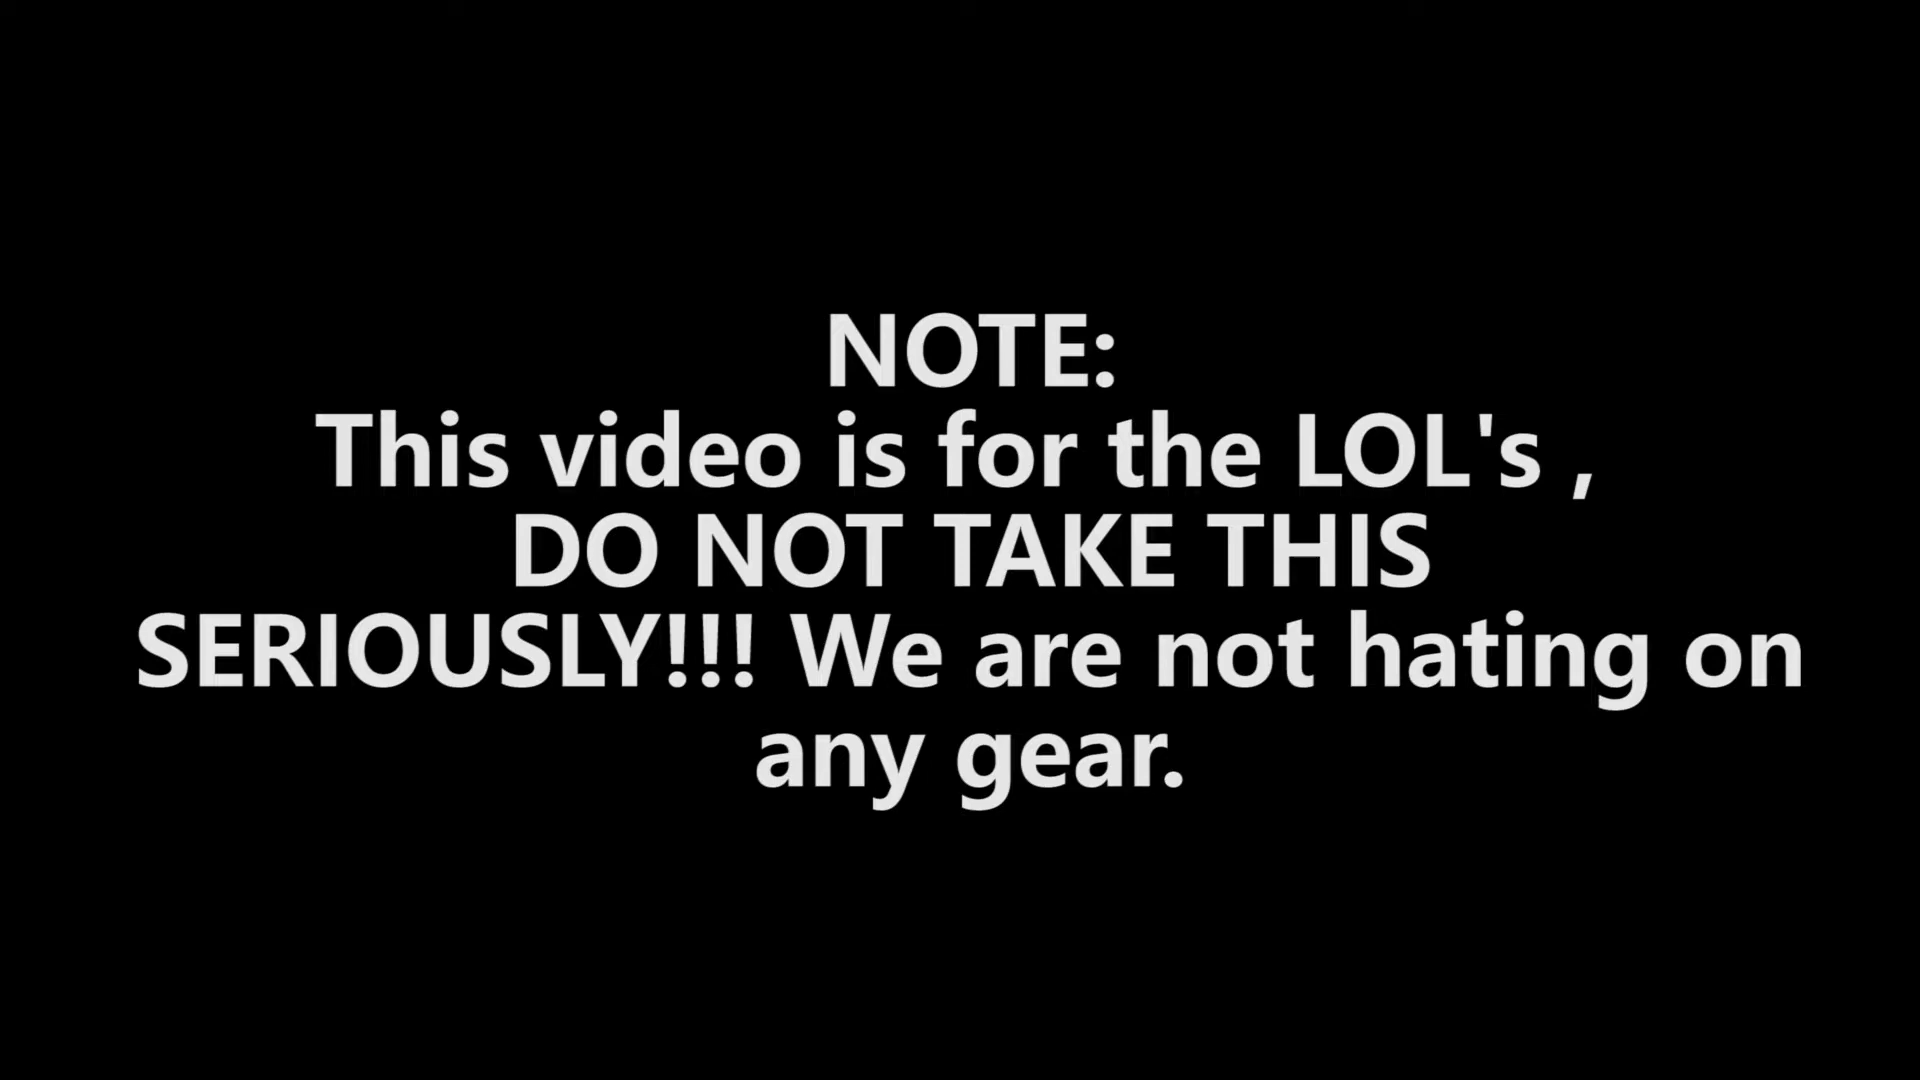 NOTE:
This video is for the LOL's ,
DO NOT TAKE THIS
SERIOUSLY!!! We are not hating on
any gear.